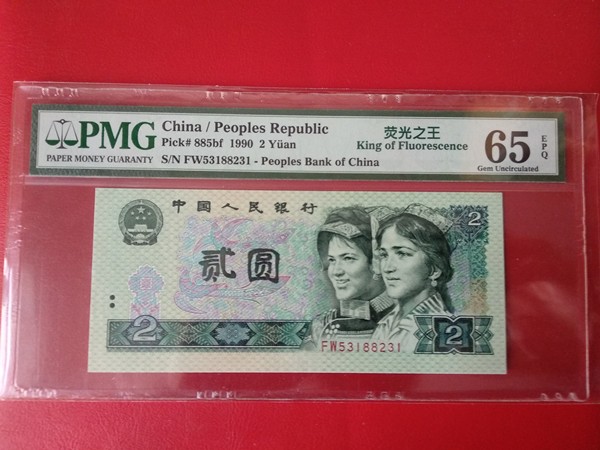 PMG
PAPER MONEY GUARANTY
China / Peoples Republic
Pick# 885bf 1990 2 Yüan
S/N FW53188231 - Peoples Bank of China
荧光之王
King of Fluorescence
65
EPQ
Gem Uncirculated
中国人民银行
2
贰圆
2
FW53188231
2